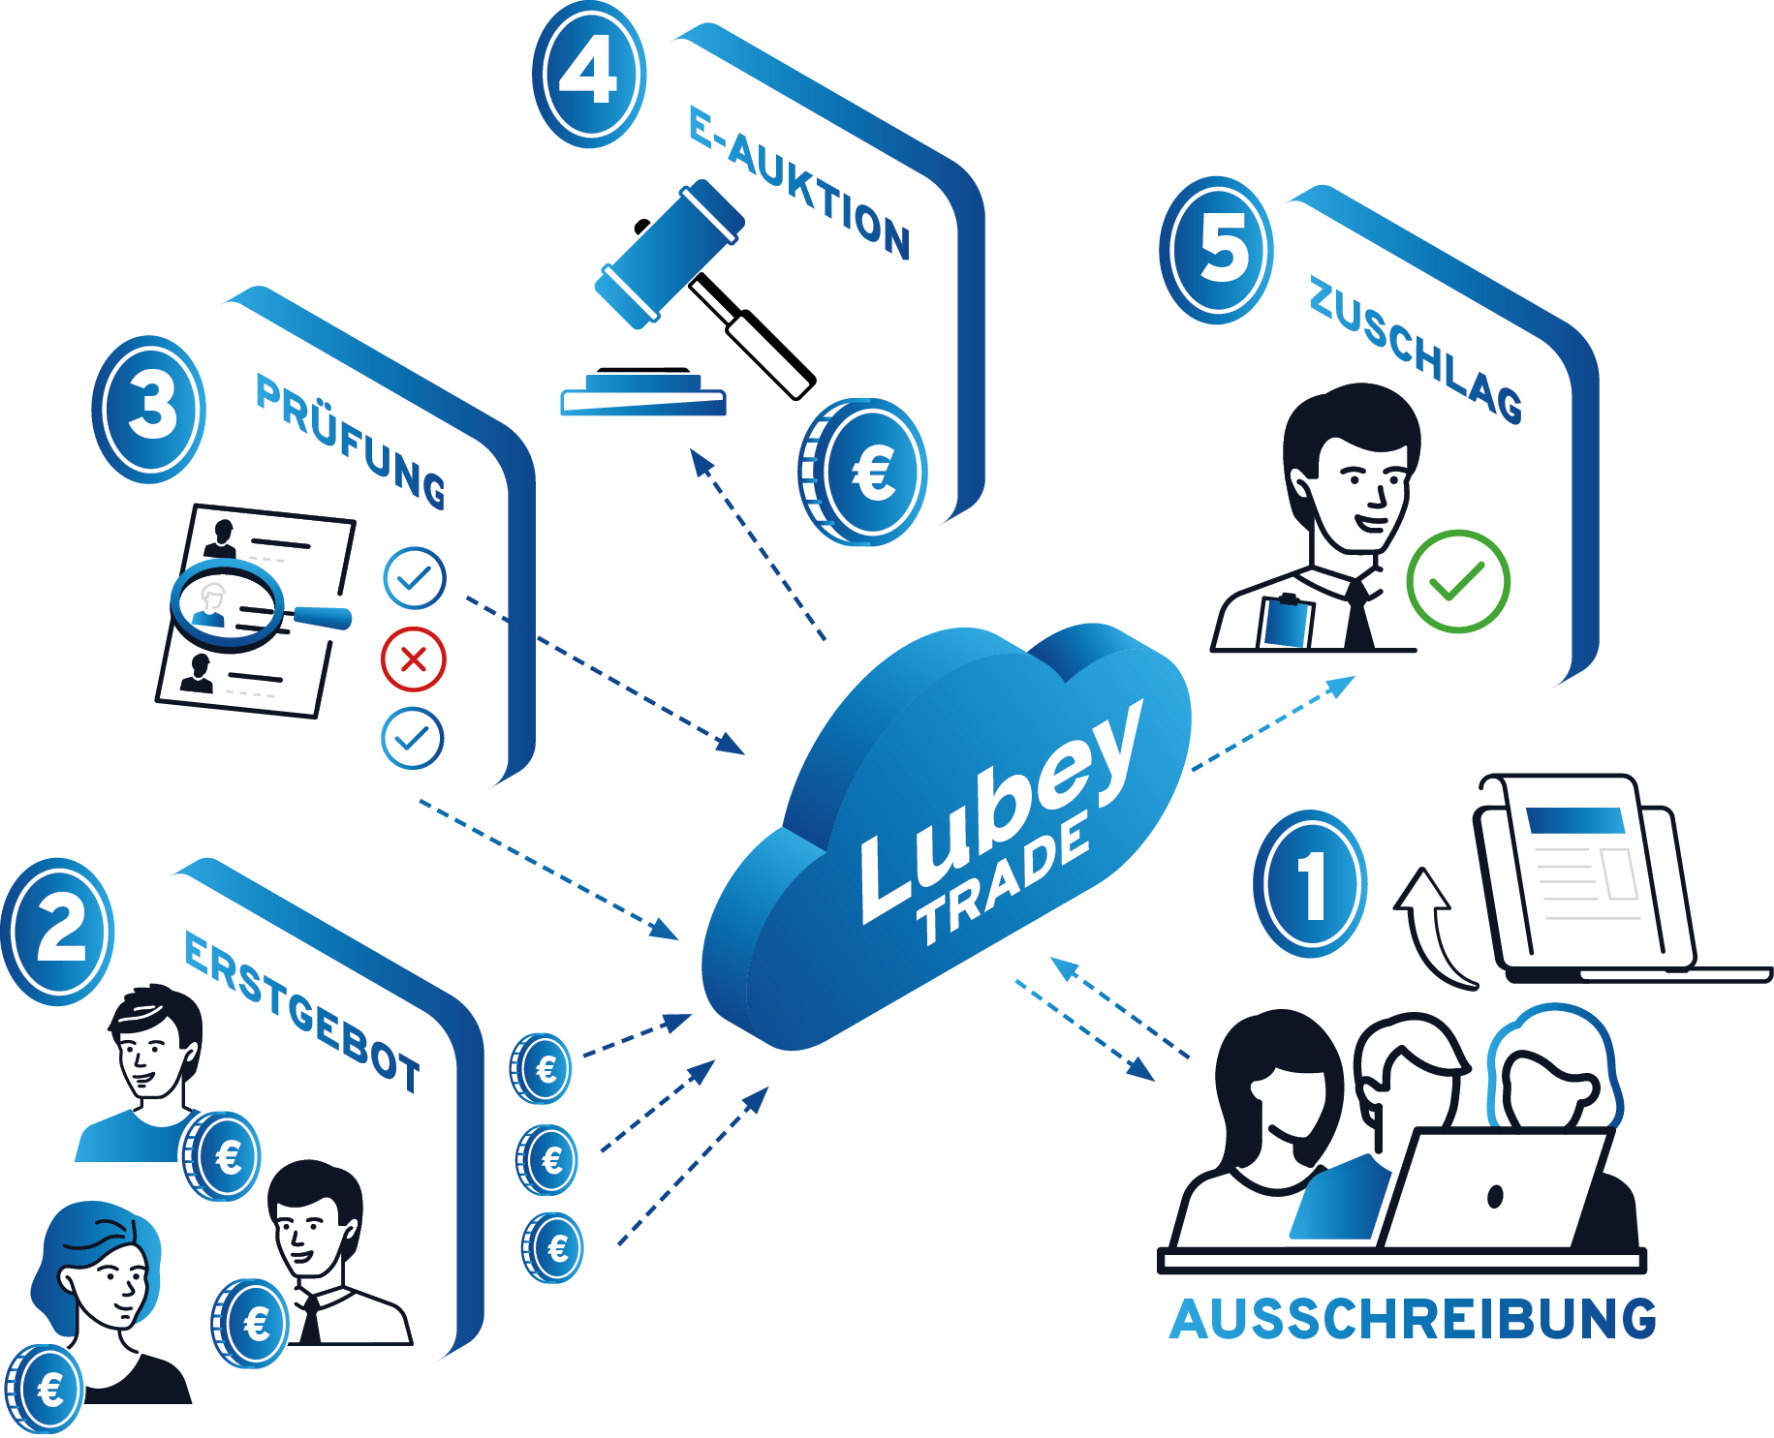 4
E-AUKTION
€
5
ZUSCHLAG
3
PRÜFUNG
Lubey
TRADE
1
2
ERSTGEBOT
€
€
€
€
€
€
AUSSCHREIBUNG